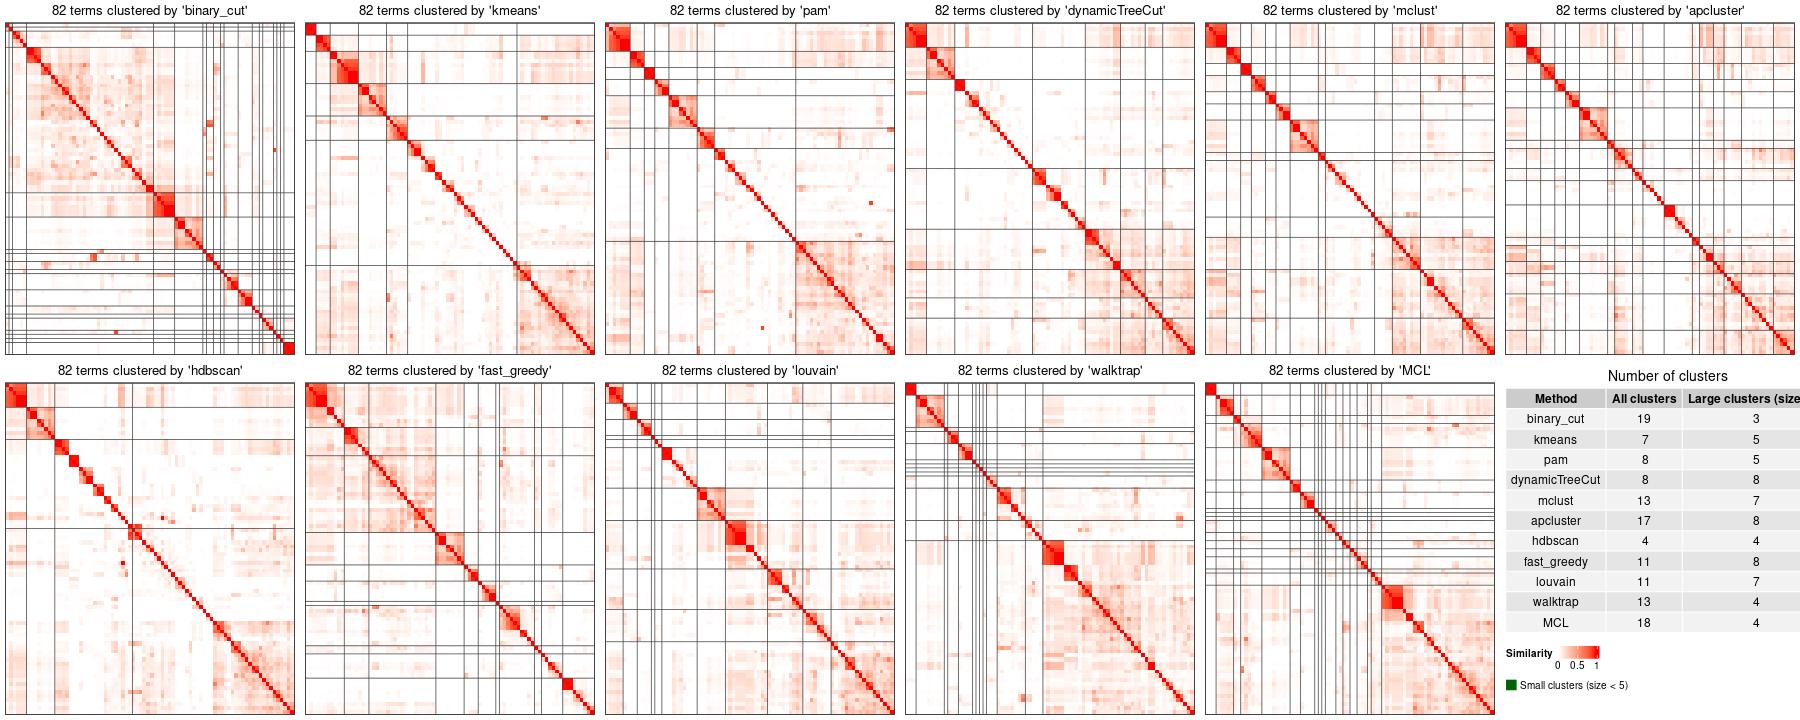 82 terms clustered by 'binary_cut'
82 terms clustered by 'kmeans'
82 terms clustered by 'pam'
82 terms clustered by 'dynamicTreeCut'
82 terms clustered by 'mclust'
82 terms clustered by 'apcluster'
82 terms clustered by 'hdbscan'
82 terms clustered by 'fast_greedy'
82 terms clustered by 'louvain'
82 terms clustered by 'walktrap'
82 terms clustered by 'MCL'
Number of clusters
Method All clusters Large clusters (size
binary_cut 19 3
kmeans 7 5
pam 8 5
dynamicTreeCut 8 8
mclust 13 7
apcluster 17 8
hdbscan 4 4
fast_greedy 11 8
louvain 11 7
walktrap 13 4
MCL 18 4
Similarity
0 0.5 1
Small clusters (size < 5)